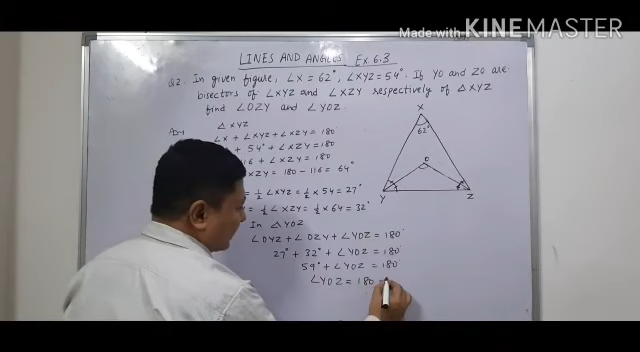 Made with KINEMASTER
LINES AND ANGLES Ex 6.3
Q2. In given figure, ∠X = 62°, ∠XYZ = 54°. If YO and ZO are
bisectors of ∠XYZ and ∠XZY respectively of △XYZ
find ∠OZY and ∠YOZ.
△ XYZ
∠X + ∠XYZ + ∠XZY = 180
+ 54° + ∠XZY = 180
116 + ∠XZY = 180
XZY = 180 - 116 = 64°
= ½ ∠XYZ = ½ × 54 = 27°
= ½ ∠XZY = ½ × 64 = 32°
In △YOZ
∠OYZ + ∠OZY + ∠YOZ = 180
27° + 32° + ∠YOZ = 180
59° + ∠YOZ = 180
∠YOZ = 180 -
X
62°
O
Y Z